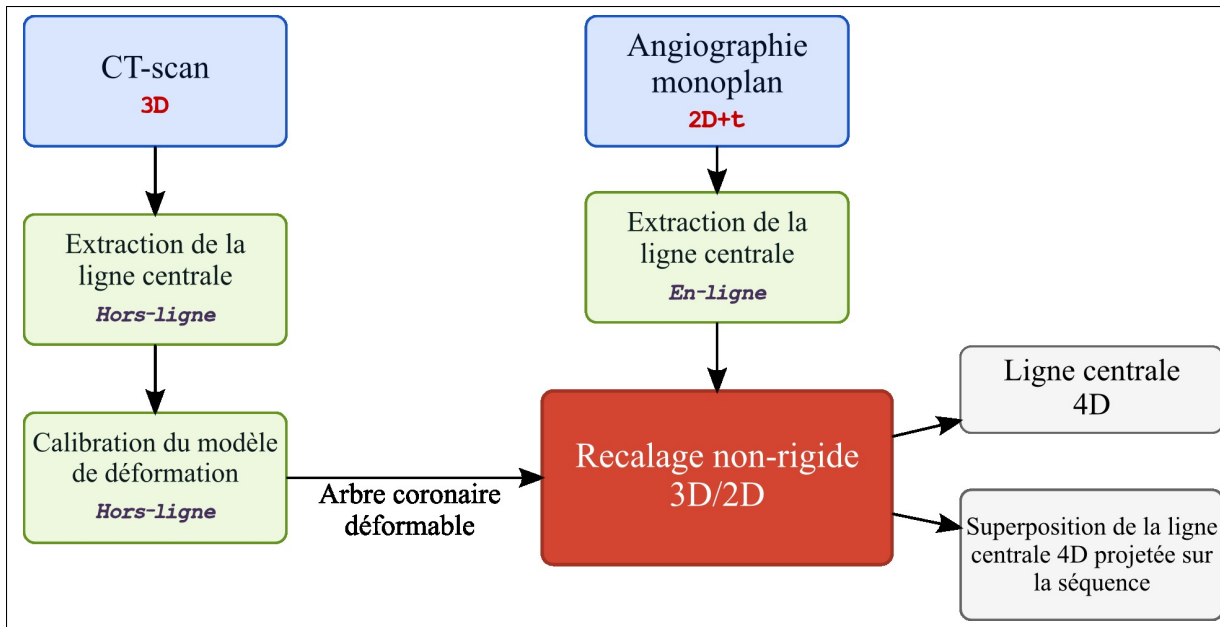 CT-scan
3D
Angiographie
monoplan
2D+t
Extraction de la
ligne centrale
Hors-ligne
Extraction de la
ligne centrale
En-ligne
Calibration du modèle
de déformation
Hors-ligne
Arbre coronaire
déformable
Recalage non-rigide
3D/2D
Ligne centrale
4D
Superposition de la ligne
centrale 4D projetée sur
la séquence